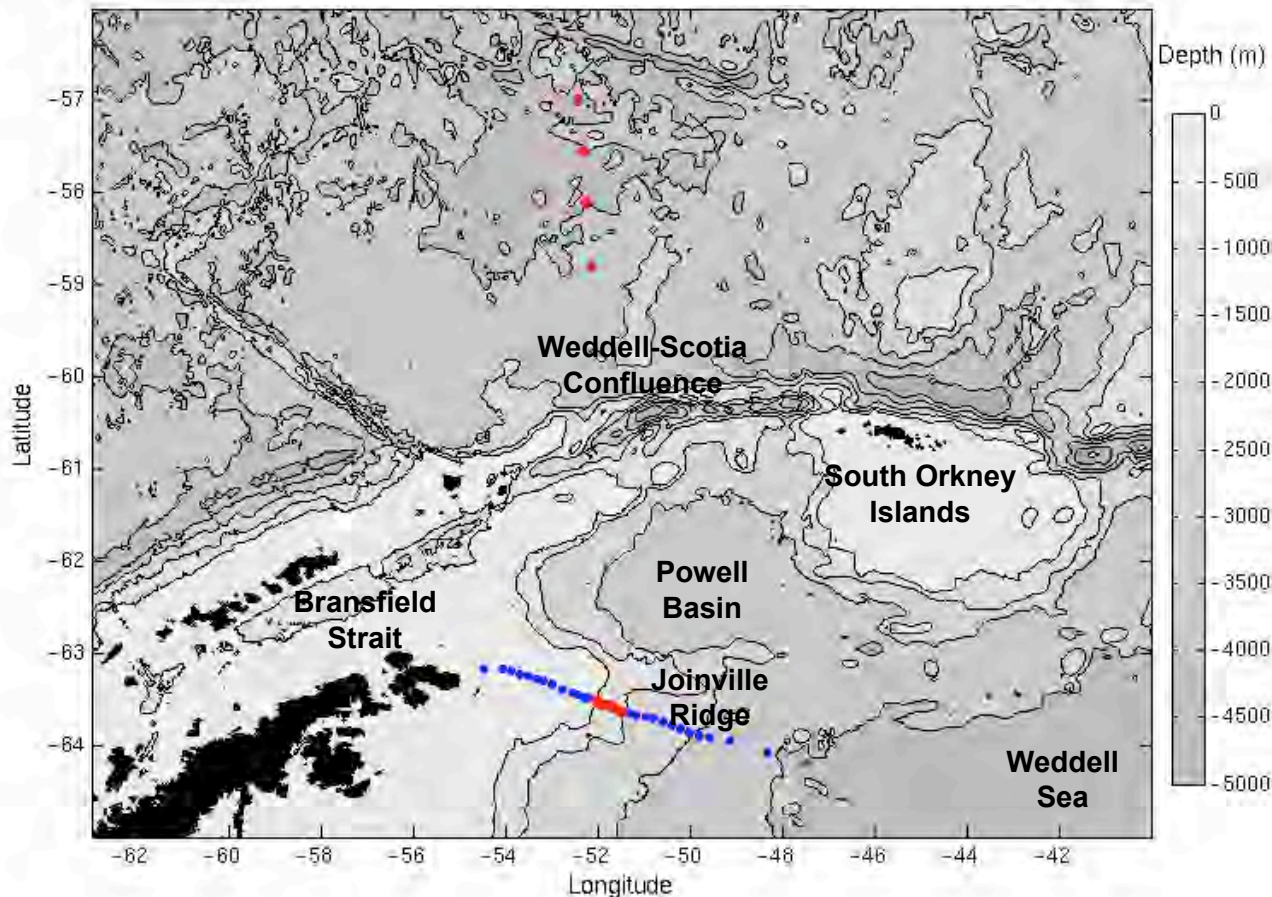 Depth (m)
0
-500
-1000
-1500
-2000
-2500
-3000
-3500
-4000
-4500
-5000
Latitude
-57
-58
-59
-60
-61
-62
-63
-64
Weddell-Scotia
Confluence
South Orkney
Islands
Powell
Basin
Bransfield
Strait
Joinville
Ridge
Weddell
Sea
-62
-60
-58
-56
-54
-52
-50
-48
-46
-44
-42
Longitude